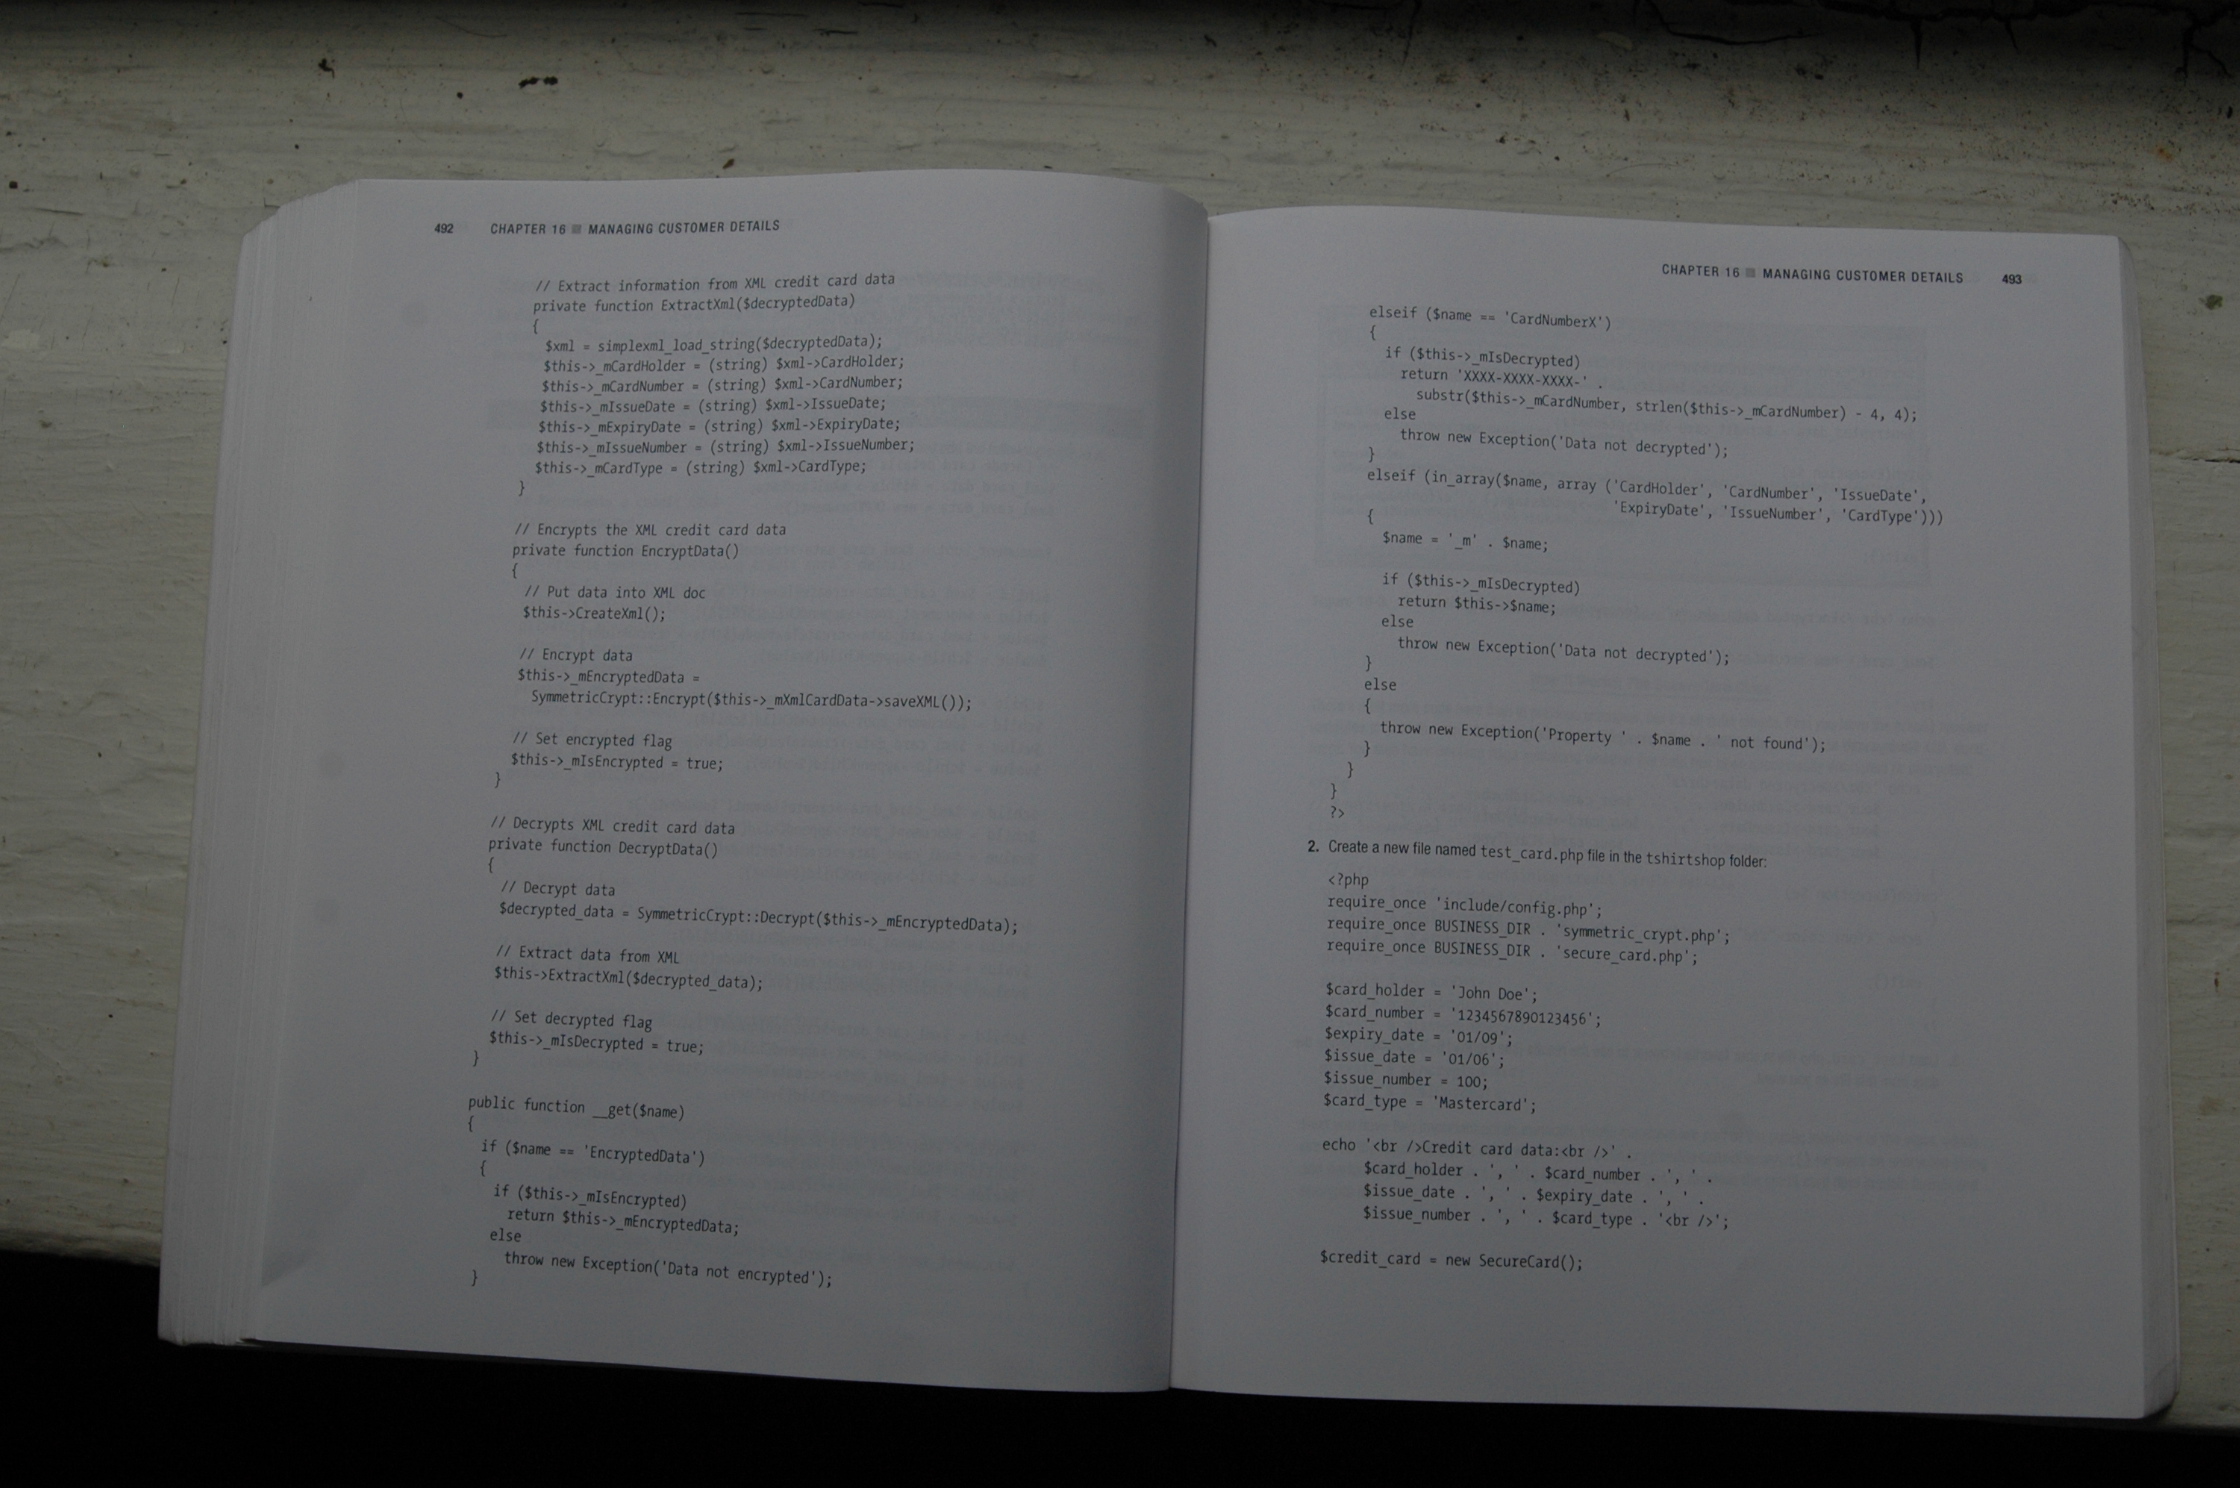 492 CHAPTER 16 ■ MANAGING CUSTOMER DETAILS
// Extract information from XML credit card data
private function ExtractXml($decryptedData)
{
$xml = simplexml_load_string($decryptedData);
$this->_mCardHolder = (string) $xml->CardHolder;
$this->_mCardNumber = (string) $xml->CardNumber;
$this->_mIssueDate = (string) $xml->IssueDate;
$this->_mExpiryDate = (string) $xml->ExpiryDate;
$this->_mIssueNumber = (string) $xml->IssueNumber;
$this->_mCardType = (string) $xml->CardType;
}
// Encrypts the XML credit card data
private function EncryptData()
{
// Put data into XML doc
$this->CreateXml();
// Encrypt data
$this->_mEncryptedData =
SymmetricCrypt::Encrypt($this->_mXmlCardData->saveXML());
// Set encrypted flag
$this->_mIsEncrypted = true;
}
// Decrypts XML credit card data
private function DecryptData()
{
// Decrypt data
$decrypted_data = SymmetricCrypt::Decrypt($this->_mEncryptedData);
// Extract data from XML
$this->ExtractXml($decrypted_data);
// Set decrypted flag
$this->_mIsDecrypted = true;
}
public function __get($name)
{
if ($name == 'EncryptedData')
{
if ($this->_mIsEncrypted)
return $this->_mEncryptedData;
else
throw new Exception('Data not encrypted');
}
CHAPTER 16 ■ MANAGING CUSTOMER DETAILS 493
elseif ($name == 'CardNumberX')
{
if ($this->_mIsDecrypted)
return 'XXXX-XXXX-XXXX-' .
substr($this->_mCardNumber, strlen($this->_mCardNumber) - 4, 4);
else
throw new Exception('Data not decrypted');
}
elseif (in_array($name, array ('CardHolder', 'CardNumber', 'IssueDate',
'ExpiryDate', 'IssueNumber', 'CardType')))
{
$name = '_m' . $name;
if ($this->_mIsDecrypted)
return $this->$name;
else
throw new Exception('Data not decrypted');
}
else
{
throw new Exception('Property ' . $name . ' not found');
}
}
}
?>
2. Create a new file named test_card.php file in the tshirtshop folder:
<?php
require_once 'include/config.php';
require_once BUSINESS_DIR . 'symmetric_crypt.php';
require_once BUSINESS_DIR . 'secure_card.php';
$card_holder = 'John Doe';
$card_number = '1234567890123456';
$expiry_date = '01/09';
$issue_date = '01/06';
$issue_number = 100;
$card_type = 'Mastercard';
echo '<br />Credit card data:<br />' .
$card_holder . ', ' . $card_number . ', ' .
$issue_date . ', ' . $expiry_date . ', ' .
$issue_number . ', ' . $card_type . '<br />';
$credit_card = new SecureCard();